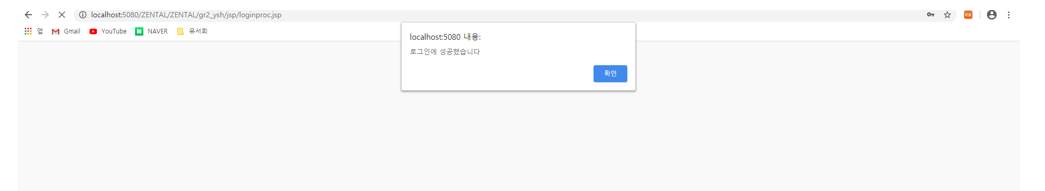 localhost:5080/ZENTAL/ZENTAL/gr2_ysh/jsp/loginproc.jsp
앱 Gmail YouTube NAVER 유서희
localhost:5080 내용:
로그인에 성공했습니다
확인